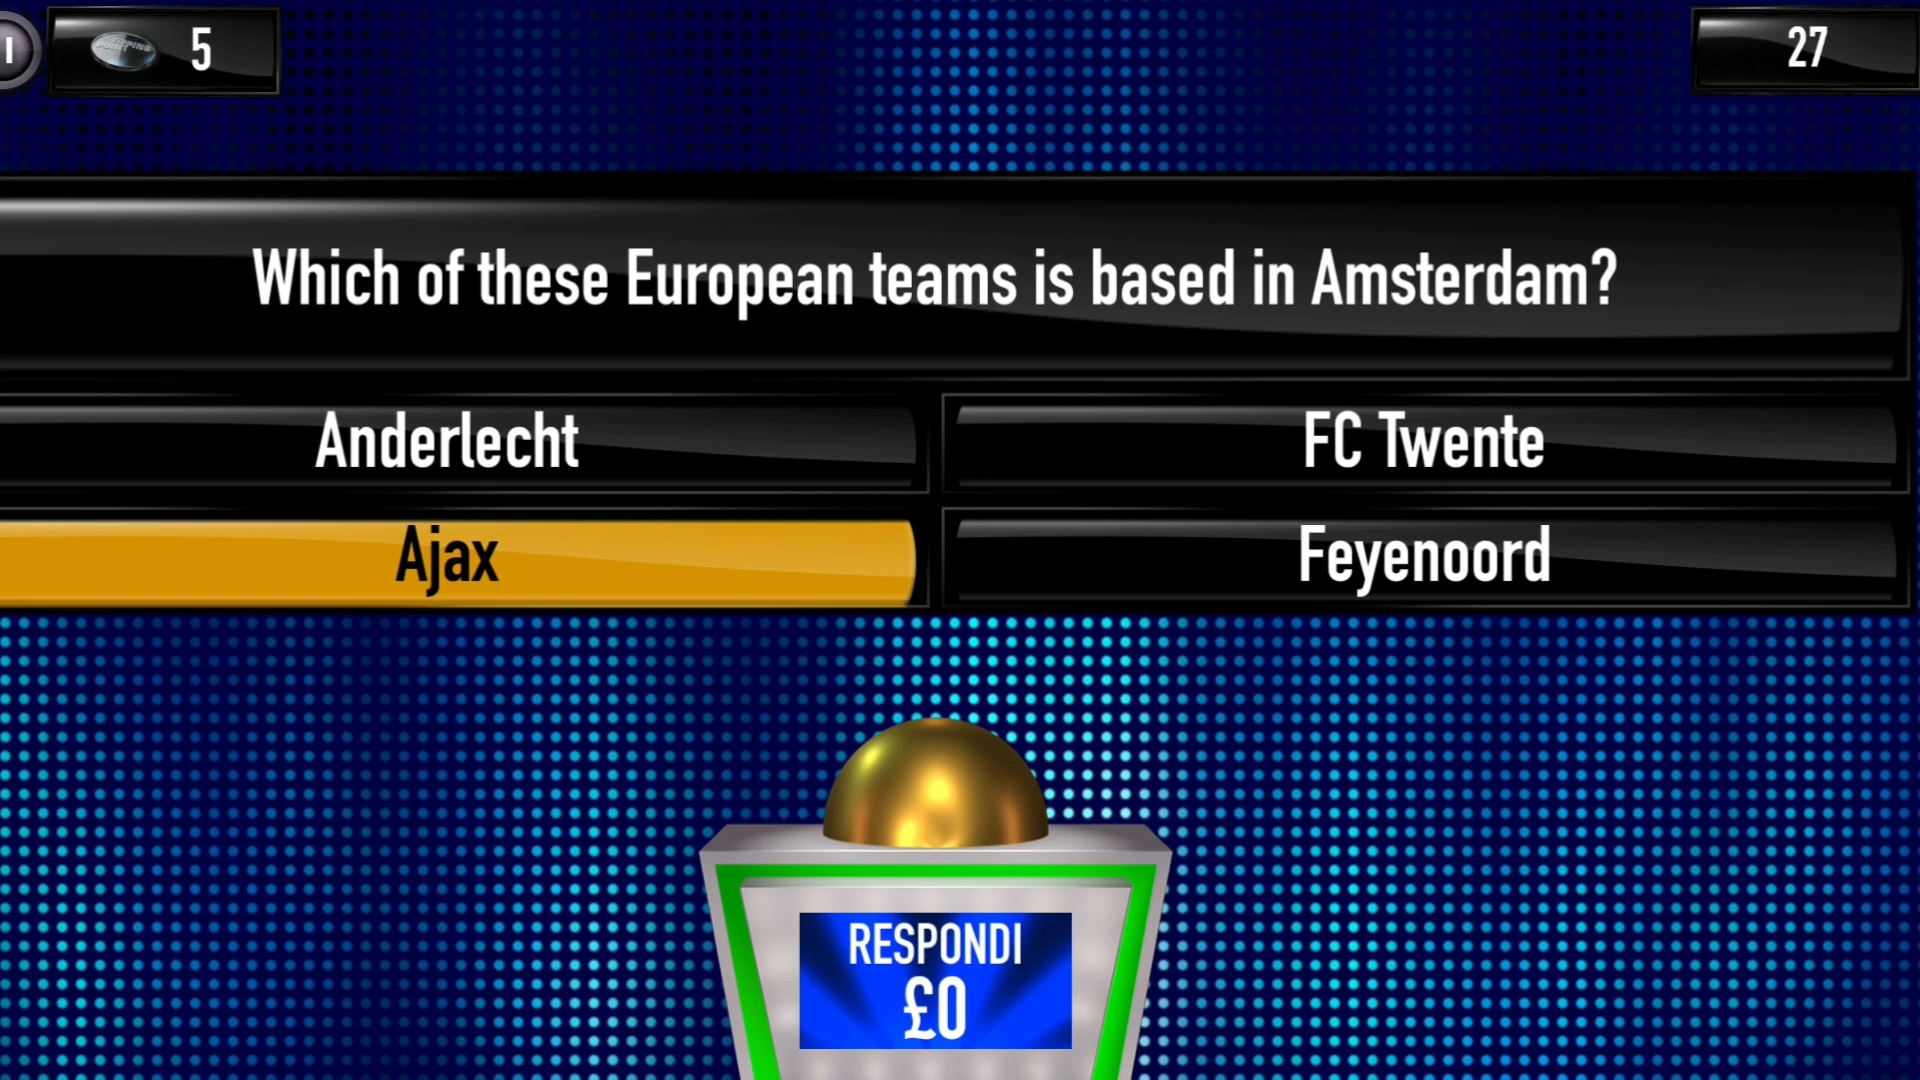 5
27
Which of these European teams is based in Amsterdam?
Anderlecht
FC Twente
Ajax
Feyenoord
RESPONDI
£0